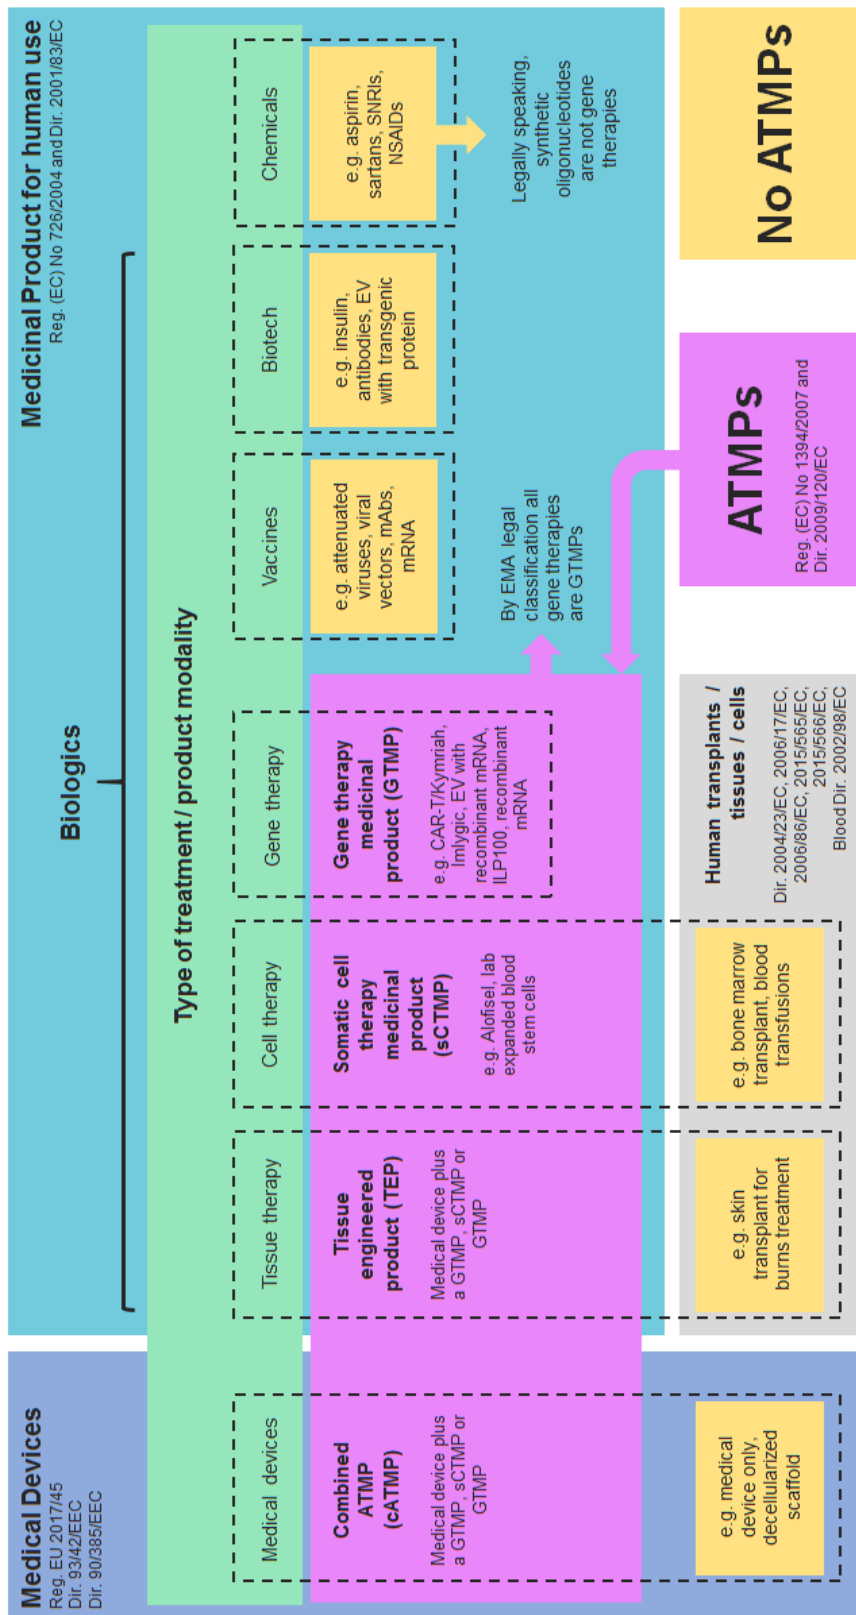 Medical Devices
Reg. EU 2017/45
Dir. 93/42/EEC
Dir. 90/385/EEC
Medicinal Product for human use
Reg. (EC) No 726/2004 and Dir. 2001/83/EC
Biologics
Type of treatment / product modality
Medical devices
Tissue therapy
Cell therapy
Gene therapy
Vaccines
Biotech
Chemicals
Combined
ATMP
(cATMP)
Medical device plus
a GTMP, sCTMP or
GTMP
Tissue
engineered
product (TEP)
Medical device plus
a GTMP, sCTMP or
GTMP
Somatic cell
therapy
medicinal
product
(sCTMP)
e.g. Alofisel, lab
expanded blood
stem cells
Gene therapy
medicinal
product (GTMP)
e.g. CAR-T/Kymriah,
Imlygic, EV with
recombinant mRNA,
ILP100, recombinant
mRNA
e.g. attenuated
viruses, viral
vectors, mAbs,
mRNA
e.g. insulin,
antibodies, EV
with transgenic
protein
e.g. aspirin,
sartans, SNRIs,
NSAIDs
By EMA legal
classification all
gene therapies
are GTMPs
Legally speaking,
synthetic
oligonucleotides
are not gene
therapies
e.g. medical
device only,
decellularized
scaffold
e.g. skin
transplant for
burns treatment
e.g. bone marrow
transplant, blood
transfusions
Human transplants /
tissues / cells
Dir. 2004/23/EC, 2006/17/EC,
2006/86/EC, 2015/565/EC,
2015/566/EC,
Blood Dir. 2002/98/EC
ATMPs
Reg. (EC) No 1394/2007 and
Dir. 2009/120/EC
No ATMPs